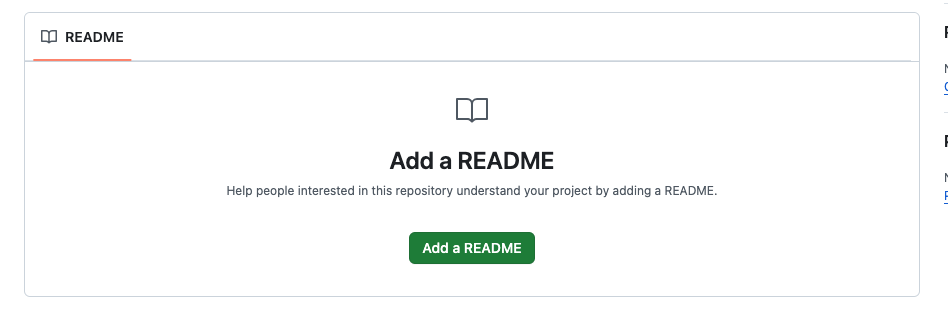 README
Add a README
Help people interested in this repository understand your project by adding a README.
Add a README